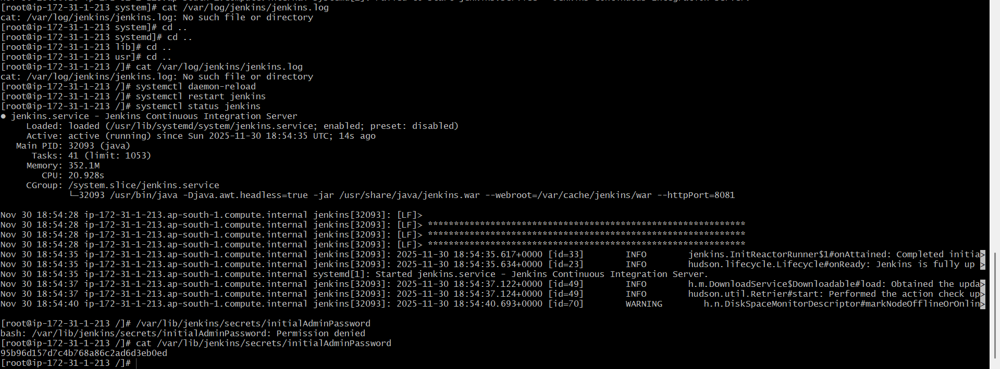 [root@ip-172-31-1-213 system]# cat /var/log/jenkins/jenkins.log
cat: /var/log/jenkins/jenkins.log: No such file or directory
[root@ip-172-31-1-213 system]# cd ..
[root@ip-172-31-1-213 systemd]# cd ..
[root@ip-172-31-1-213 lib]# cd ..
[root@ip-172-31-1-213 usr]# cd ..
[root@ip-172-31-1-213 /]# cat /var/log/jenkins/jenkins.log
cat: /var/log/jenkins/jenkins.log: No such file or directory
[root@ip-172-31-1-213 /]# systemctl daemon-reload
[root@ip-172-31-1-213 /]# systemctl restart jenkins
[root@ip-172-31-1-213 /]# systemctl status jenkins
● jenkins.service - Jenkins Continuous Integration Server
     Loaded: loaded (/usr/lib/systemd/system/jenkins.service; enabled; preset: disabled)
     Active: active (running) since Sun 2025-11-30 18:54:35 UTC; 14s ago
   Main PID: 32093 (java)
      Tasks: 41 (limit: 1053)
     Memory: 352.1M
        CPU: 20.928s
     CGroup: /system.slice/jenkins.service
             └─32093 /usr/bin/java -Djava.awt.headless=true -jar /usr/share/java/jenkins.war --webroot=/var/cache/jenkins/war --httpPort=8081
Nov 30 18:54:28 ip-172-31-1-213.ap-south-1.compute.internal jenkins[32093]: [LF]>
Nov 30 18:54:28 ip-172-31-1-213.ap-south-1.compute.internal jenkins[32093]: [LF]> *************************************************************
Nov 30 18:54:28 ip-172-31-1-213.ap-south-1.compute.internal jenkins[32093]: [LF]> *************************************************************
Nov 30 18:54:28 ip-172-31-1-213.ap-south-1.compute.internal jenkins[32093]: [LF]> *************************************************************
Nov 30 18:54:35 ip-172-31-1-213.ap-south-1.compute.internal jenkins[32093]: 2025-11-30 18:54:35.617+0000 [id=33]        INFO        jenkins.InitReactorRunner$1#onAttained: Completed initia>
Nov 30 18:54:35 ip-172-31-1-213.ap-south-1.compute.internal jenkins[32093]: 2025-11-30 18:54:35.634+0000 [id=23]        INFO        hudson.lifecycle.Lifecycle#onReady: Jenkins is fully up >
Nov 30 18:54:35 ip-172-31-1-213.ap-south-1.compute.internal systemd[1]: Started jenkins.service - Jenkins Continuous Integration Server.
Nov 30 18:54:37 ip-172-31-1-213.ap-south-1.compute.internal jenkins[32093]: 2025-11-30 18:54:37.122+0000 [id=49]        INFO        h.m.DownloadService$Downloadable#load: Obtained the upda>
Nov 30 18:54:37 ip-172-31-1-213.ap-south-1.compute.internal jenkins[32093]: 2025-11-30 18:54:37.124+0000 [id=49]        INFO        hudson.util.Retrier#start: Performed the action check up>
Nov 30 18:54:40 ip-172-31-1-213.ap-south-1.compute.internal jenkins[32093]: 2025-11-30 18:54:40.693+0000 [id=70]        WARNING        h.n.DiskSpaceMonitorDescriptor#markNodeOfflineOrOnlin>
[root@ip-172-31-1-213 /]# /var/lib/jenkins/secrets/initialAdminPassword
bash: /var/lib/jenkins/secrets/initialAdminPassword: Permission denied
[root@ip-172-31-1-213 /]# cat /var/lib/jenkins/secrets/initialAdminPassword
95b96d157d7c4b768a86c2ad6d3eb0ed
[root@ip-172-31-1-213 /]#